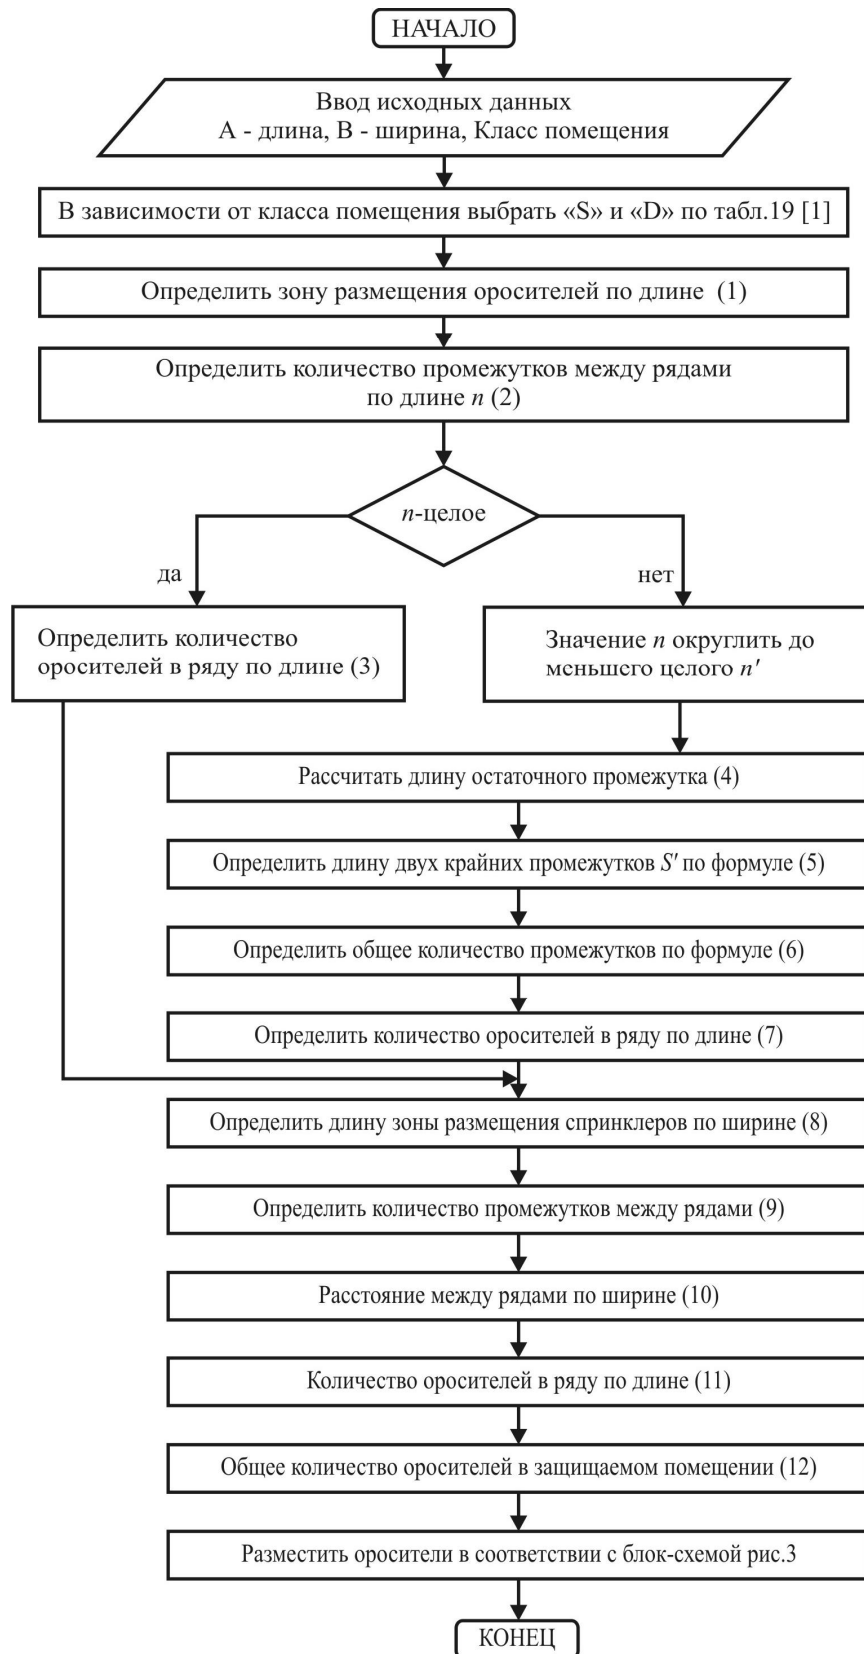 НАЧАЛО
Ввод исходных данных
А - длина, В - ширина, Класс помещения
В зависимости от класса помещения выбрать «S» и «D» по табл.19 [1]
Определить зону размещения оросителей по длине (1)
Определить количество промежутков между рядами
по длине n (2)
n-целое
да
нет
Определить количество
оросителей в ряду по длине (3)
Значение n округлить до
меньшего целого n'
Рассчитать длину остаточного промежутка (4)
Определить длину двух крайних промежутков S' по формуле (5)
Определить общее количество промежутков по формуле (6)
Определить количество оросителей в ряду по длине (7)
Определить длину зоны размещения спринклеров по ширине (8)
Определить количество промежутков между рядами (9)
Расстояние между рядами по ширине (10)
Количество оросителей в ряду по длине (11)
Общее количество оросителей в защищаемом помещении (12)
Разместить оросители в соответствии с блок-схемой рис.3
КОНЕЦ